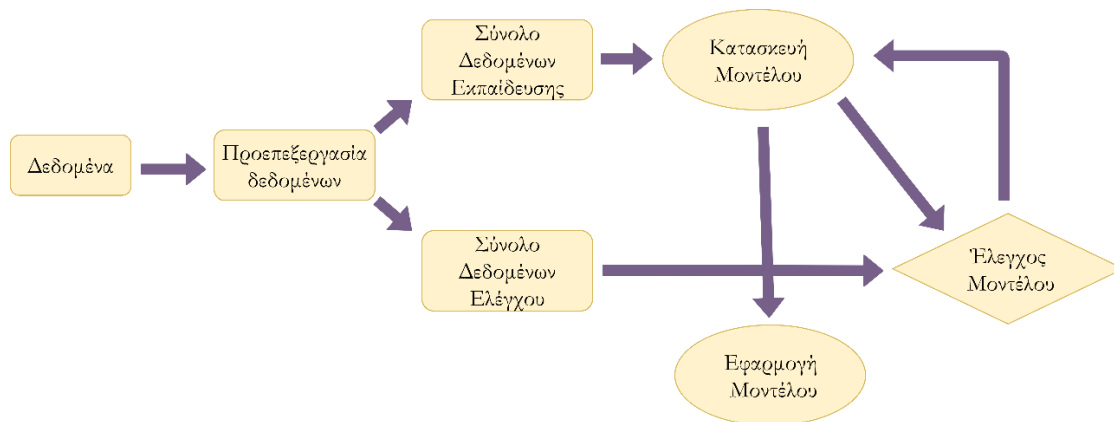 Δεδομένα
Προεπεξεργασία
δεδομένων
Σύνολο
Δεδομένων
Εκπαίδευσης
Σύνολο
Δεδομένων
Ελέγχου
Κατασκευή
Μοντέλου
Έλεγχος
Μοντέλου
Εφαρμογή
Μοντέλου